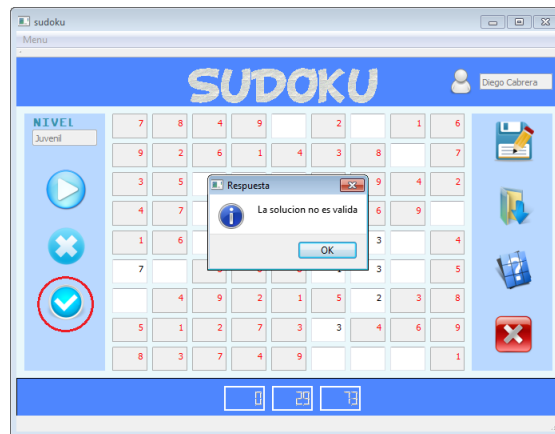 sudoku
Menu
SUDOKU
Diego Cabrera
NIVEL
Juvenil
7 8 4 9 2 1 6
9 2 6 1 4 3 8 7
3 5 9 4 2
Respuesta
4 7 6 9
La solucion no es valida
1 6 3 4
OK
7 3 5
4 9 2 1 5 2 3 8
5 1 2 7 3 3 4 6 9
8 3 7 4 9 1
0 29 73